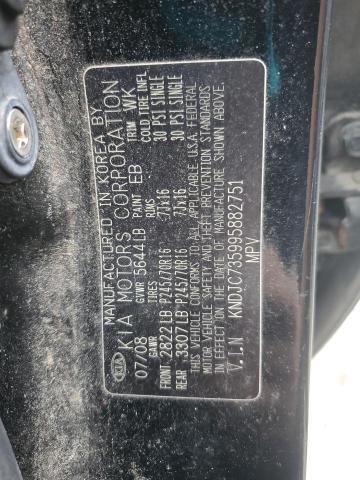 MANUFACTURED IN KOREA BY
KIA KIA MOTORS CORPORATION
07/08 GVWR 5644LB PAINT EB TRIM WK
GAWR RIMS COLD TIRE INFL
FRONT 2822LB P245/70R16 7Jx16 30 PSI SINGLE
REAR 3307LB P245/70R16 7Jx16 30 PSI SINGLE
THIS VEHICLE CONFORMS TO ALL APPLICABLE U.S.A. FEDERAL
MOTOR VEHICLE SAFETY AND THEFT PREVENTION STANDARDS
IN EFFECT ON THE DATE OF MANUFACTURE SHOWN ABOVE.
V.I.N KNDJC735995882751
MPV